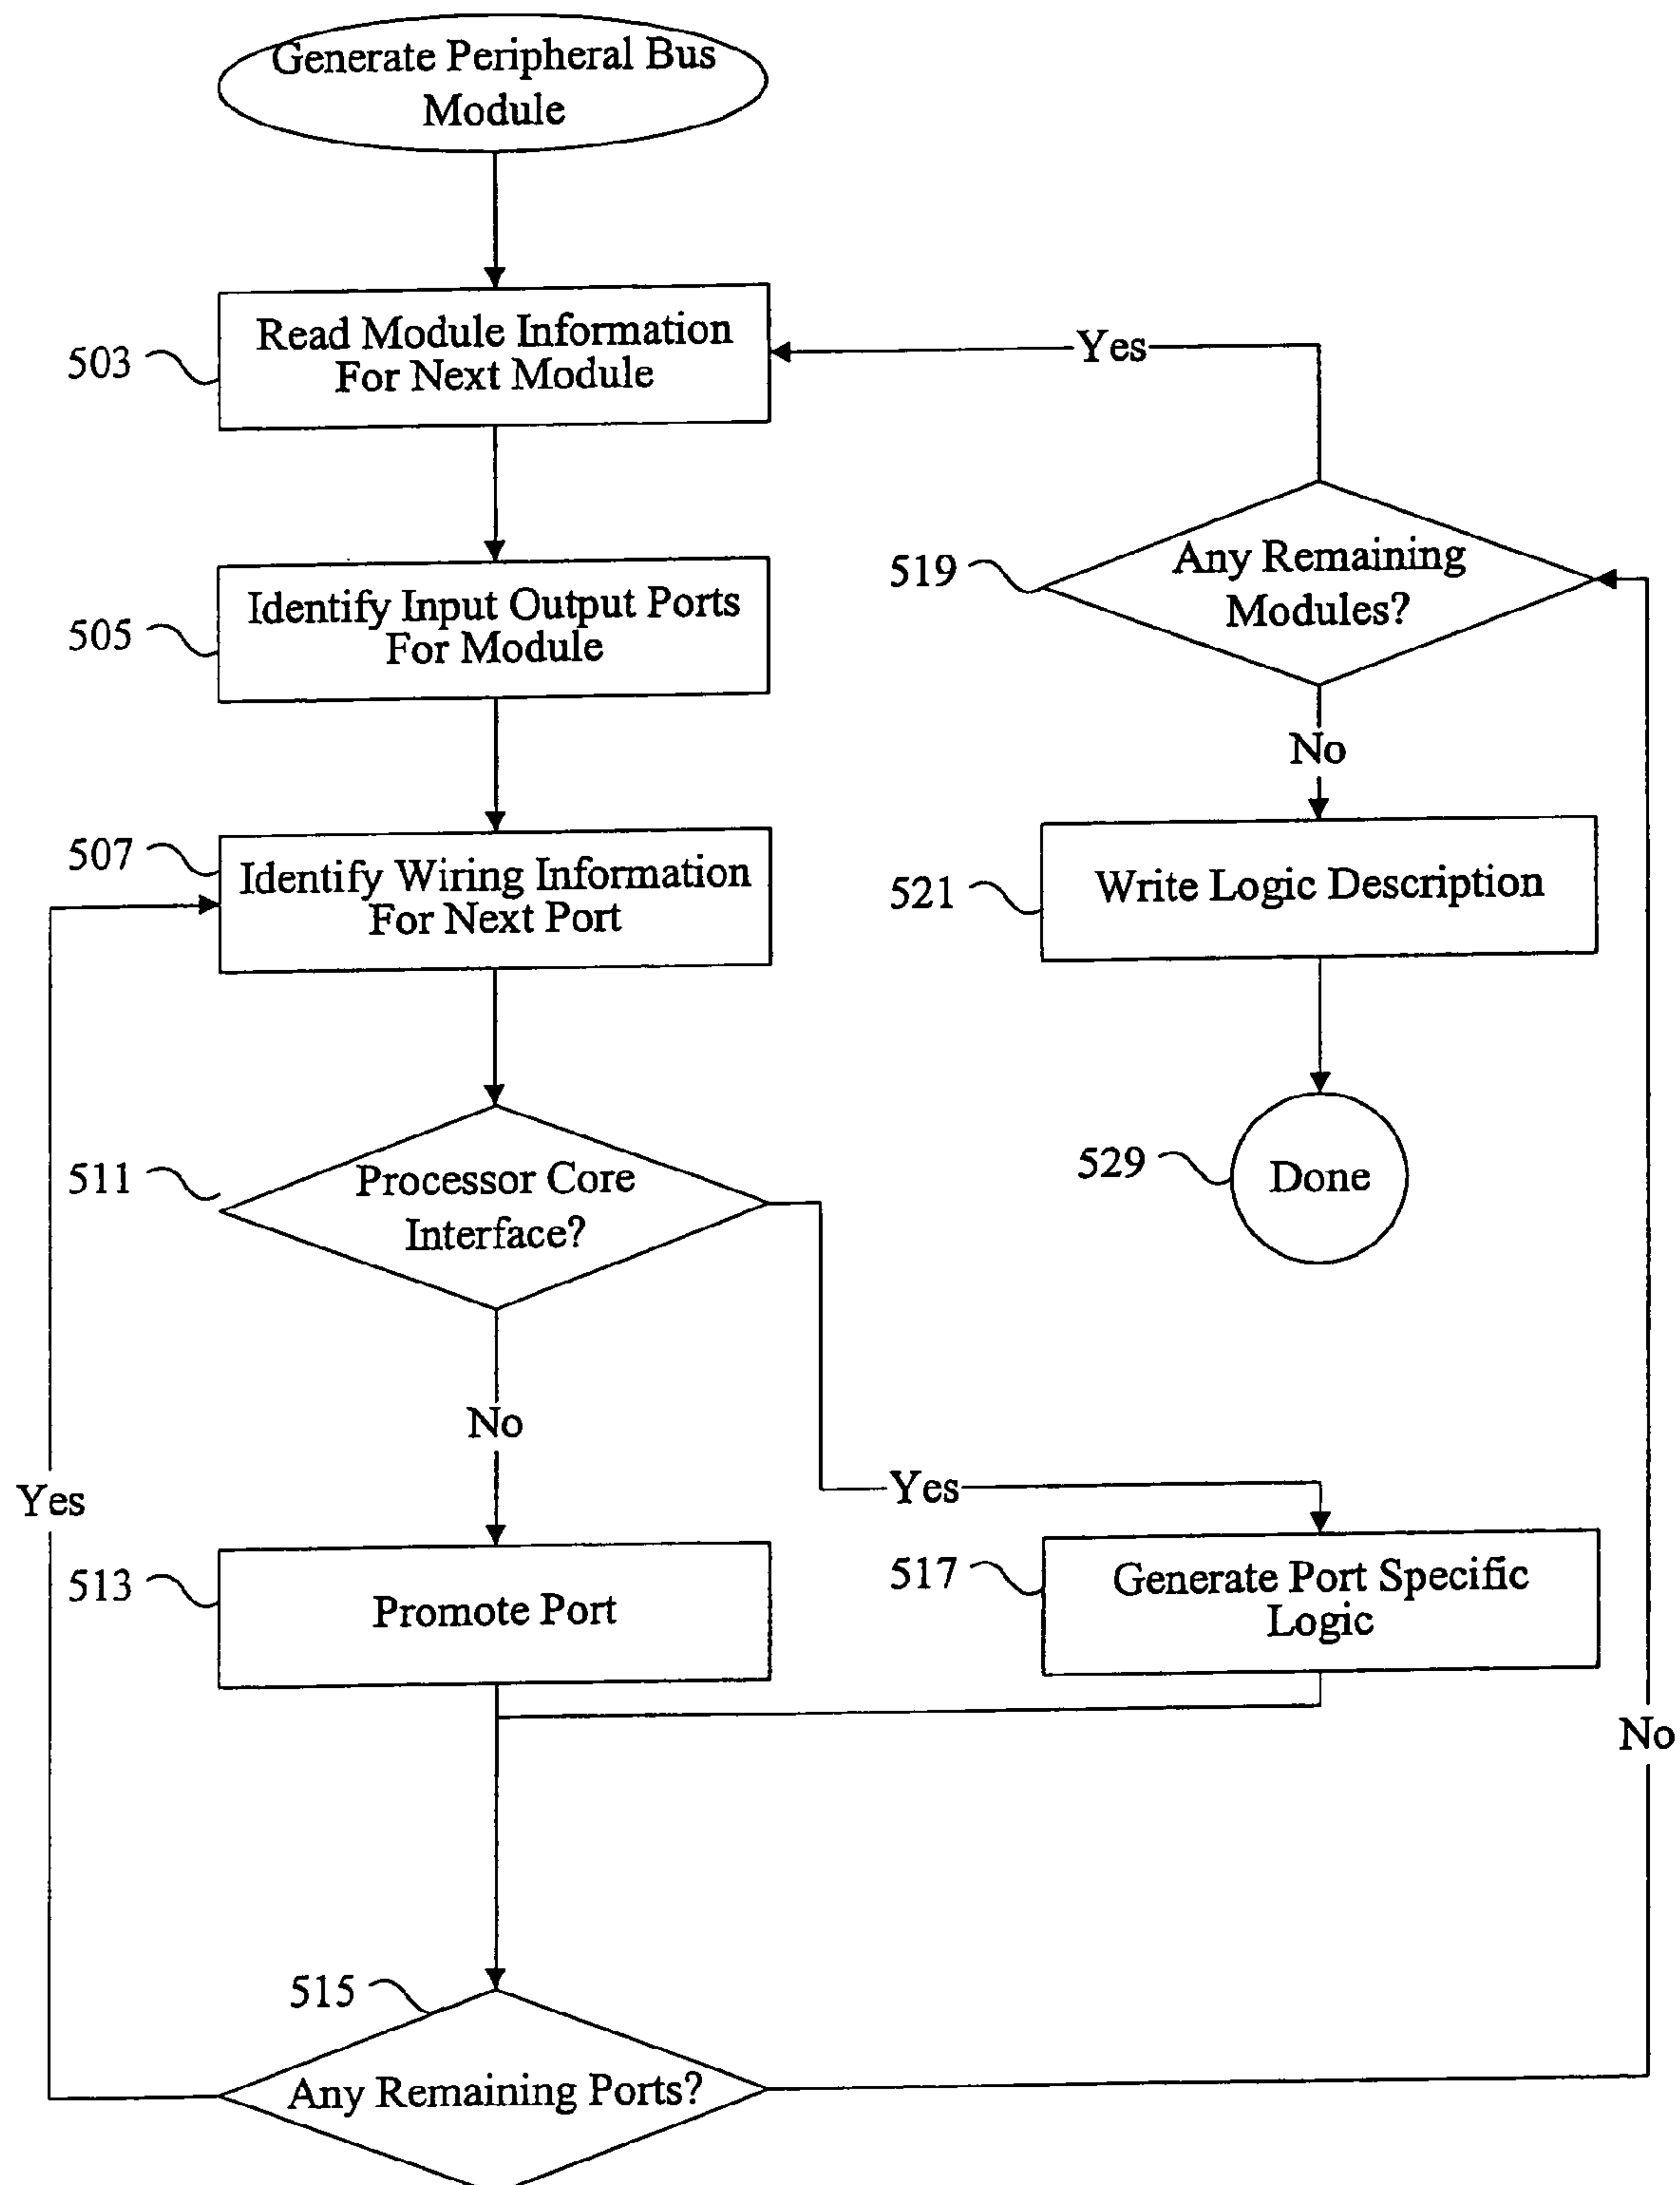 Generate Peripheral Bus
Module
503
Read Module Information
For Next Module
Yes
505
Identify Input Output Ports
For Module
519
Any Remaining
Modules?
No
507
Identify Wiring Information
For Next Port
521
Write Logic Description
511
Processor Core
Interface?
529
Done
No
Yes
Yes
513
Promote Port
517
Generate Port Specific
Logic
No
515
Any Remaining Ports?